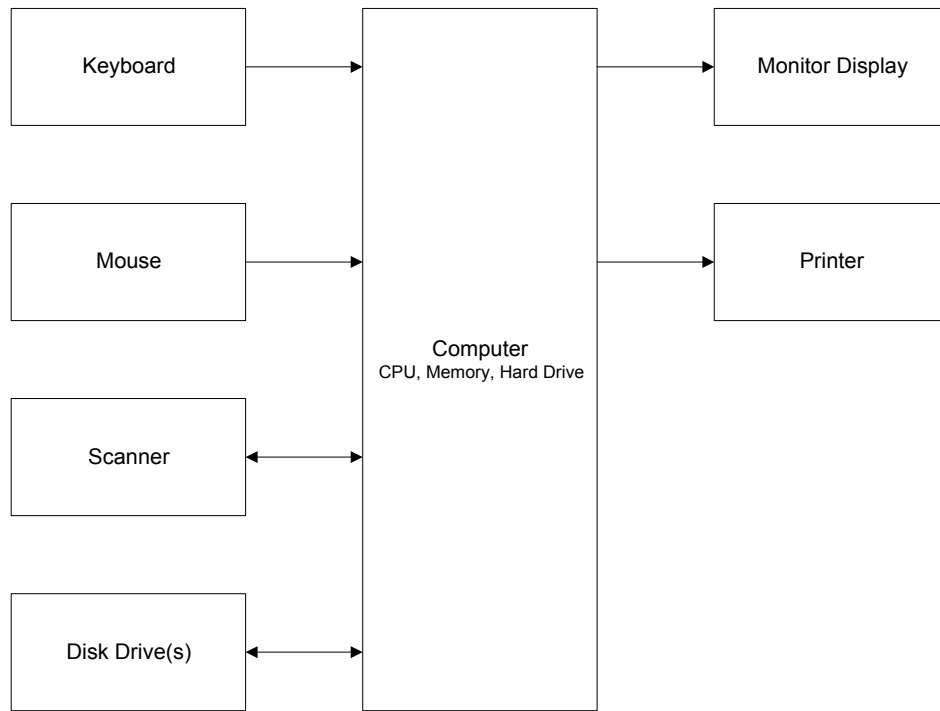 Keyboard
Monitor Display
Mouse
Printer
Computer
CPU, Memory, Hard Drive
Scanner
Disk Drive(s)